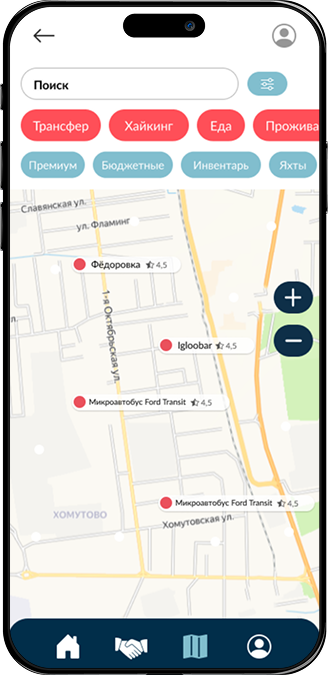 Поиск
Трансфер Хайкинг Еда Прожива
Премиум Бюджетные Инвентарь Яхты
Славянская ул.
ул. Фламинг
Фёдоровка 4,5
1-я Октябрьская ул.
л.
Igloobar 4,5
Микроавтобус Ford Transit 4,5
Микроавтобус Ford Transit 4,5
ХОМУТОВО
Хомутовская ул.